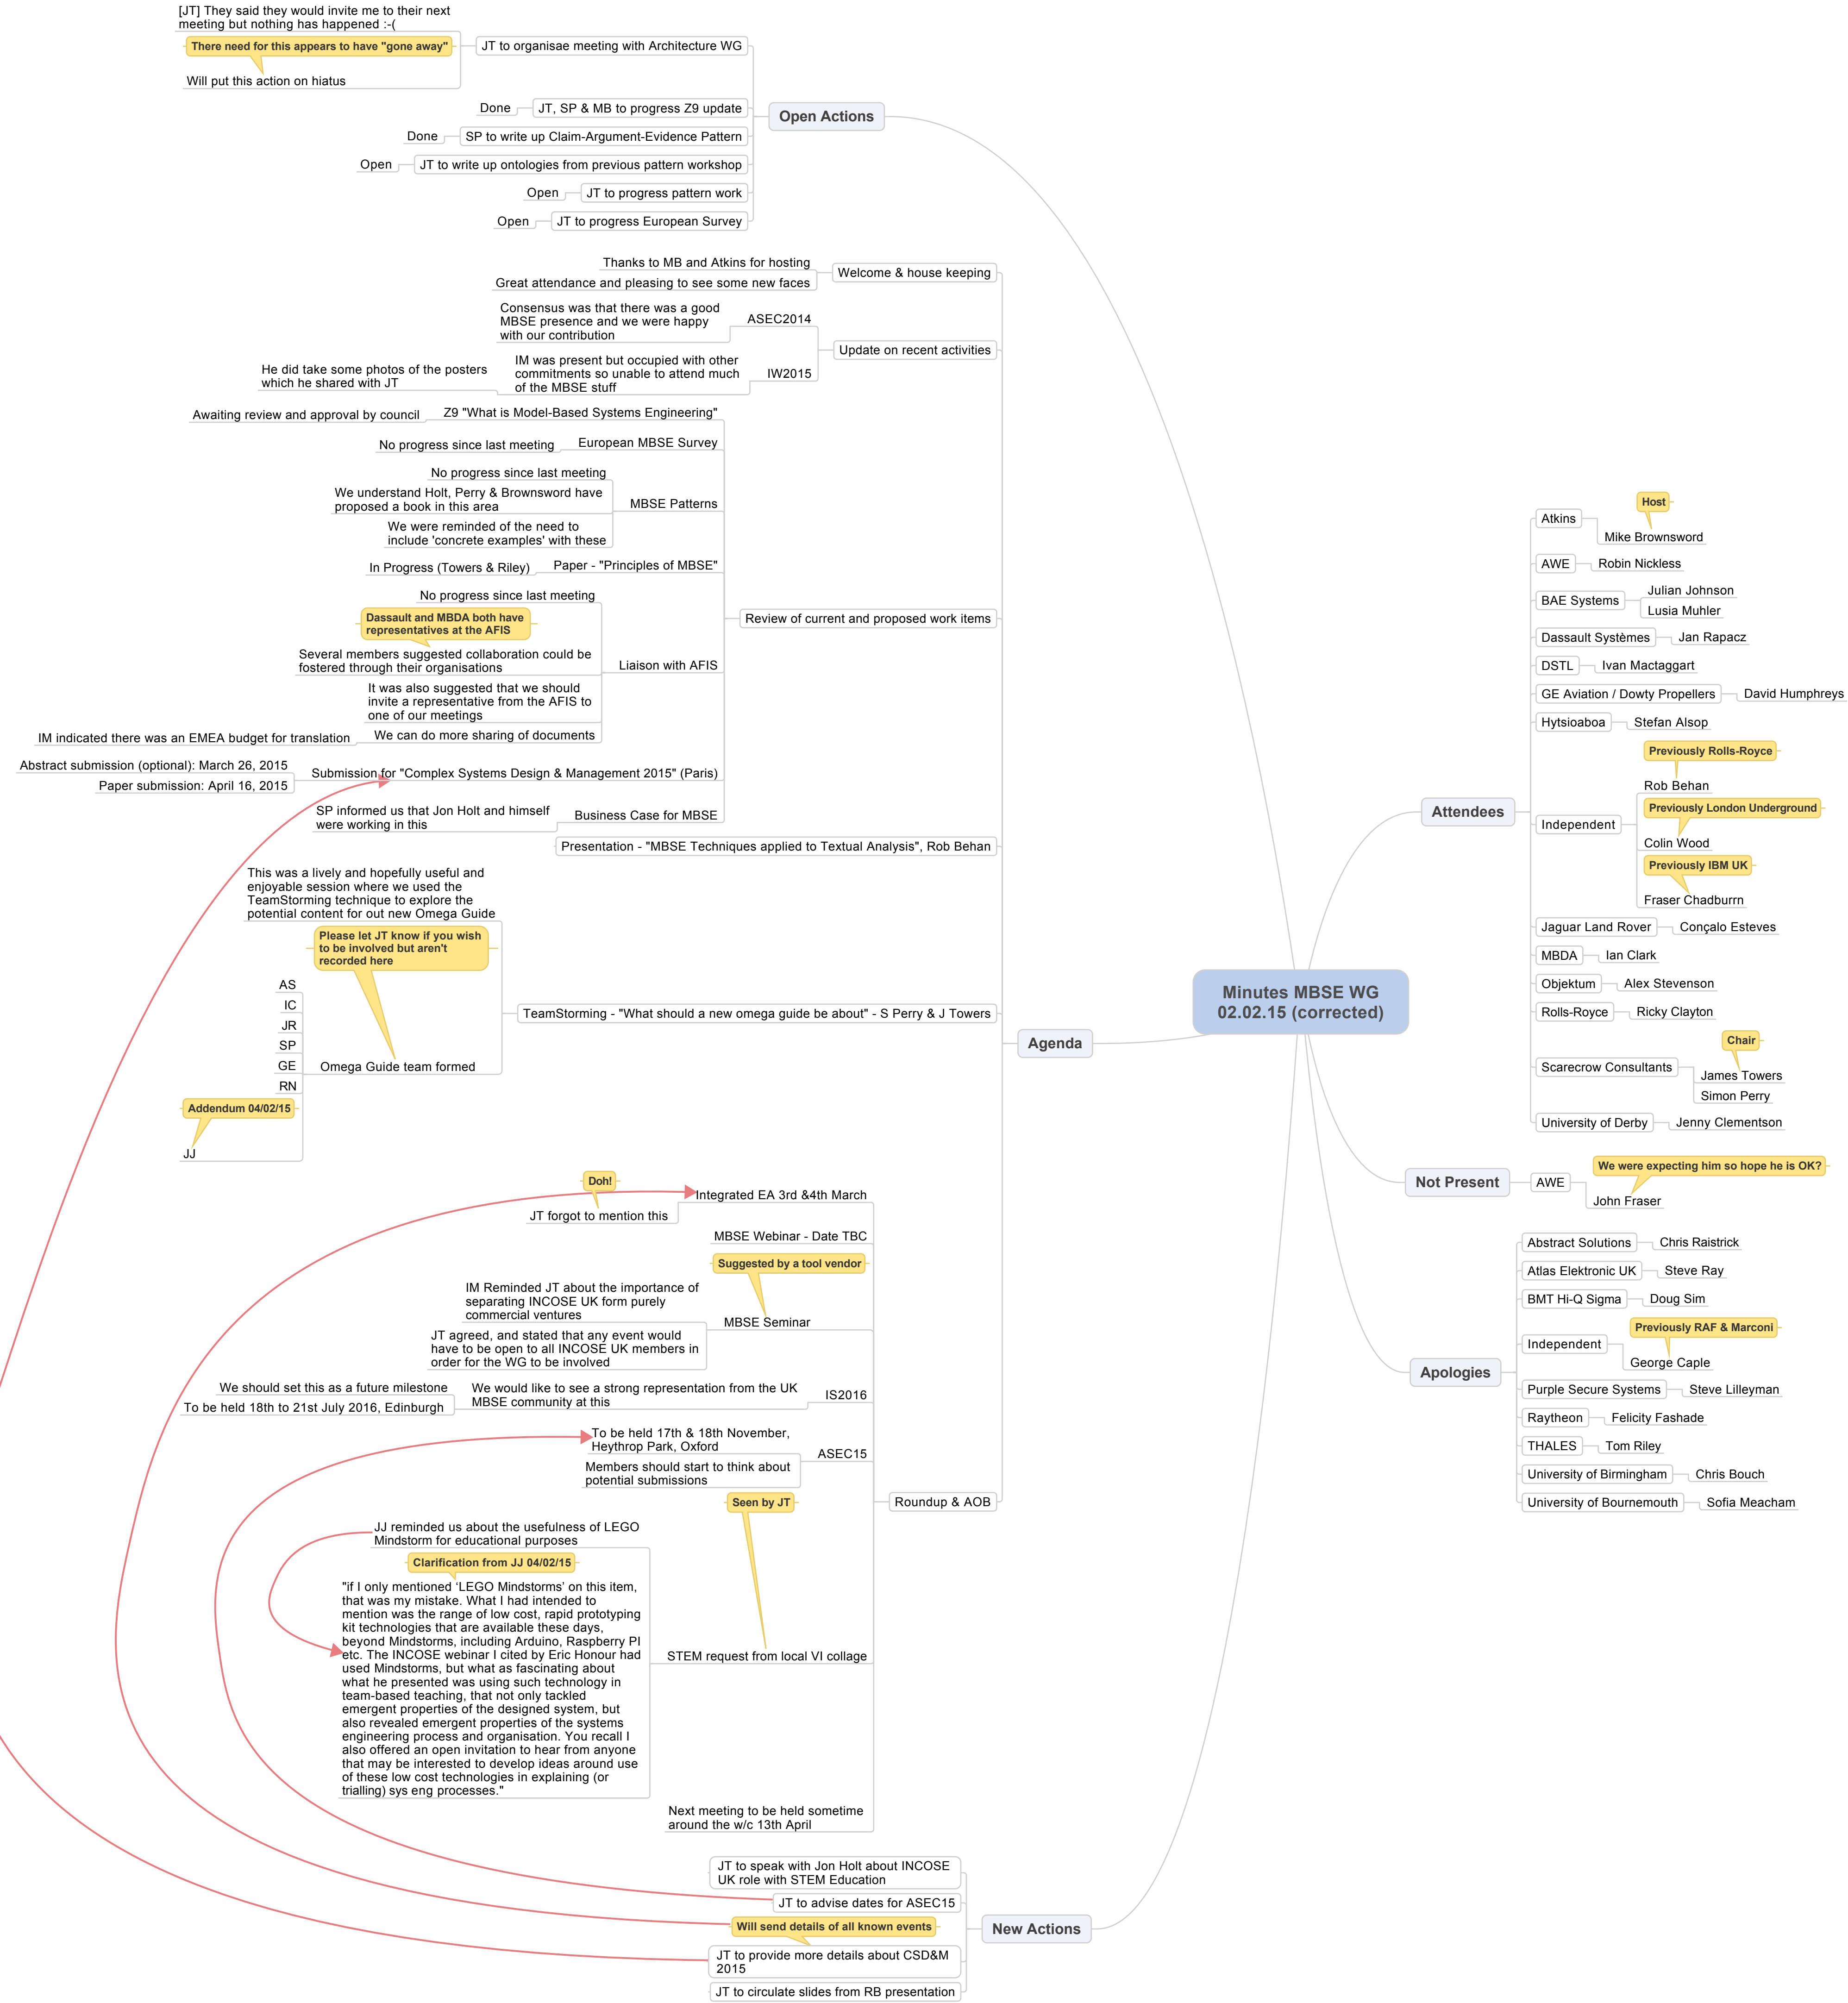 Minutes MBSE WG
02.02.15 (corrected)
Open Actions
JT to organisae meeting with Architecture WG
[JT] They said they would invite me to their next
meeting but nothing has happened :-(
There need for this appears to have "gone away"
Will put this action on hiatus
JT, SP & MB to progress Z9 update
Done
SP to write up Claim-Argument-Evidence Pattern
Done
JT to write up ontologies from previous pattern workshop
Open
JT to progress pattern work
Open
JT to progress European Survey
Open
Agenda
Welcome & house keeping
Thanks to MB and Atkins for hosting
Great attendance and pleasing to see some new faces
Update on recent activities
ASEC2014
Consensus was that there was a good
MBSE presence and we were happy
with our contribution
IW2015
IM was present but occupied with other
commitments so unable to attend much
of the MBSE stuff
He did take some photos of the posters
which he shared with JT
Review of current and proposed work items
Z9 "What is Model-Based Systems Engineering"
Awaiting review and approval by council
European MBSE Survey
No progress since last meeting
MBSE Patterns
No progress since last meeting
We understand Holt, Perry & Brownsword have
proposed a book in this area
We were reminded of the need to
include 'concrete examples' with these
Paper - "Principles of MBSE"
In Progress (Towers & Riley)
Liaison with AFIS
No progress since last meeting
Dassault and MBDA both have
representatives at the AFIS
Several members suggested collaboration could be
fostered through their organisations
It was also suggested that we should
invite a representative from the AFIS to
one of our meetings
We can do more sharing of documents
IM indicated there was an EMEA budget for translation
Submission for "Complex Systems Design & Management 2015" (Paris)
Abstract submission (optional): March 26, 2015
Paper submission: April 16, 2015
Business Case for MBSE
SP informed us that Jon Holt and himself
were working in this
Presentation - "MBSE Techniques applied to Textual Analysis", Rob Behan
TeamStorming - "What should a new omega guide be about" - S Perry & J Towers
This was a lively and hopefully useful and
enjoyable session where we used the
TeamStorming technique to explore the
potential content for out new Omega Guide
Please let JT know if you wish
to be involved but aren't
recorded here
Omega Guide team formed
AS
IC
JR
SP
GE
RN
Addendum 04/02/15
JJ
Roundup & AOB
Integrated EA 3rd &4th March
Doh!
JT forgot to mention this
MBSE Webinar - Date TBC
Suggested by a tool vendor
MBSE Seminar
IM Reminded JT about the importance of
separating INCOSE UK form purely
commercial ventures
JT agreed, and stated that any event would
have to be open to all INCOSE UK members in
order for the WG to be involved
IS2016
We would like to see a strong representation from the UK
MBSE community at this
We should set this as a future milestone
To be held 18th to 21st July 2016, Edinburgh
ASEC15
To be held 17th & 18th November,
Heythrop Park, Oxford
Members should start to think about
potential submissions
Seen by JT
STEM request from local VI collage
JJ reminded us about the usefulness of LEGO
Mindstorm for educational purposes
Clarification from JJ 04/02/15
"if I only mentioned ‘LEGO Mindstorms’ on this item,
that was my mistake. What I had intended to
mention was the range of low cost, rapid prototyping
kit technologies that are available these days,
beyond Mindstorms, including Arduino, Raspberry PI
etc. The INCOSE webinar I cited by Eric Honour had
used Mindstorms, but what as fascinating about
what he presented was using such technology in
team-based teaching, that not only tackled
emergent properties of the designed system, but
also revealed emergent properties of the systems
engineering process and organisation. You recall I
also offered an open invitation to hear from anyone
that may be interested to develop ideas around use
of these low cost technologies in explaining (or
trialling) sys eng processes."
Next meeting to be held sometime
around the w/c 13th April
New Actions
JT to speak with Jon Holt about INCOSE
UK role with STEM Education
JT to advise dates for ASEC15
Will send details of all known events
JT to provide more details about CSD&M
2015
JT to circulate slides from RB presentation
Attendees
Atkins
Host
Mike Brownsword
AWE
Robin Nickless
BAE Systems
Julian Johnson
Lusia Muhler
Dassault Systèmes
Jan Rapacz
DSTL
Ivan Mactaggart
GE Aviation / Dowty Propellers
David Humphreys
Hytsioaboa
Stefan Alsop
Independent
Previously Rolls-Royce
Rob Behan
Previously London Underground
Colin Wood
Previously IBM UK
Fraser Chadburrn
Jaguar Land Rover
Conçalo Esteves
MBDA
Ian Clark
Objektum
Alex Stevenson
Rolls-Royce
Ricky Clayton
Scarecrow Consultants
Chair
James Towers
Simon Perry
University of Derby
Jenny Clementson
Not Present
AWE
We were expecting him so hope he is OK?
John Fraser
Apologies
Abstract Solutions
Chris Raistrick
Atlas Elektronic UK
Steve Ray
BMT Hi-Q Sigma
Doug Sim
Independent
Previously RAF & Marconi
George Caple
Purple Secure Systems
Steve Lilleyman
Raytheon
Felicity Fashade
THALES
Tom Riley
University of Birmingham
Chris Bouch
University of Bournemouth
Sofia Meacham